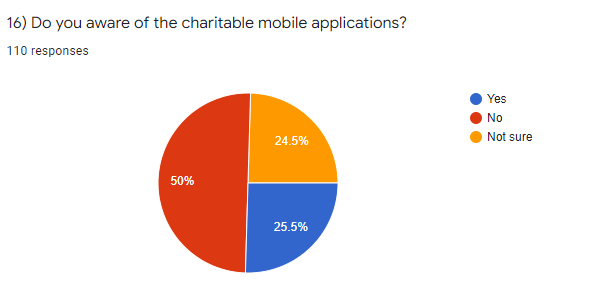 16) Do you aware of the charitable mobile applications?
110 responses
Yes
No
Not sure
24.5%
50%
25.5%